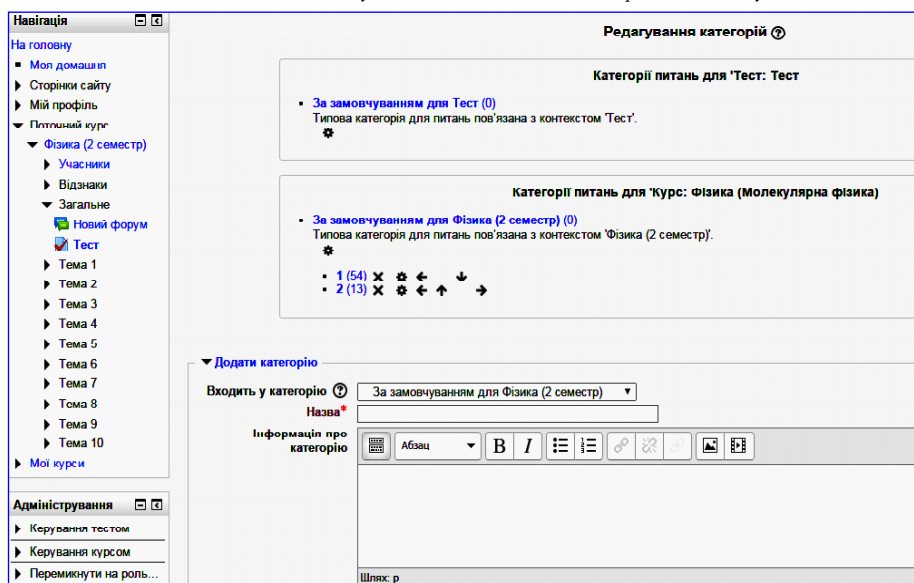 Навігація
На головну
Моя домашня
Сторінки сайту
Мій профіль
Поточний курс
Фізика (2 семестр)
Учасники
Відзнаки
Загальне
Новий форум
Тест
Тема 1
Тема 2
Тема 3
Тема 4
Тема 5
Тема 6
Тема 7
Тема 8
Тема 9
Тема 10
Мої курси
Адміністрування
Керування тестом
Керування курсом
Перемикнути на роль...
Редагування категорій
Категорії питань для 'Тест: Тест
За замовчуванням для Тест (0)
Типова категорія для питань пов'язана з контекстом 'Тест'.
Категорії питань для 'Курс: Фізика (Молекулярна фізика)
За замовчуванням для Фізика (2 семестр) (0)
Типова категорія для питань пов'язана з контекстом 'Фізика (2 семестр)'.
1 (54)
2 (13)
Додати категорію
Входить у категорію За замовчуванням для Фізика (2 семестр)
Назва*
Інформація про
категорію
Абзац B I
Шлях: p